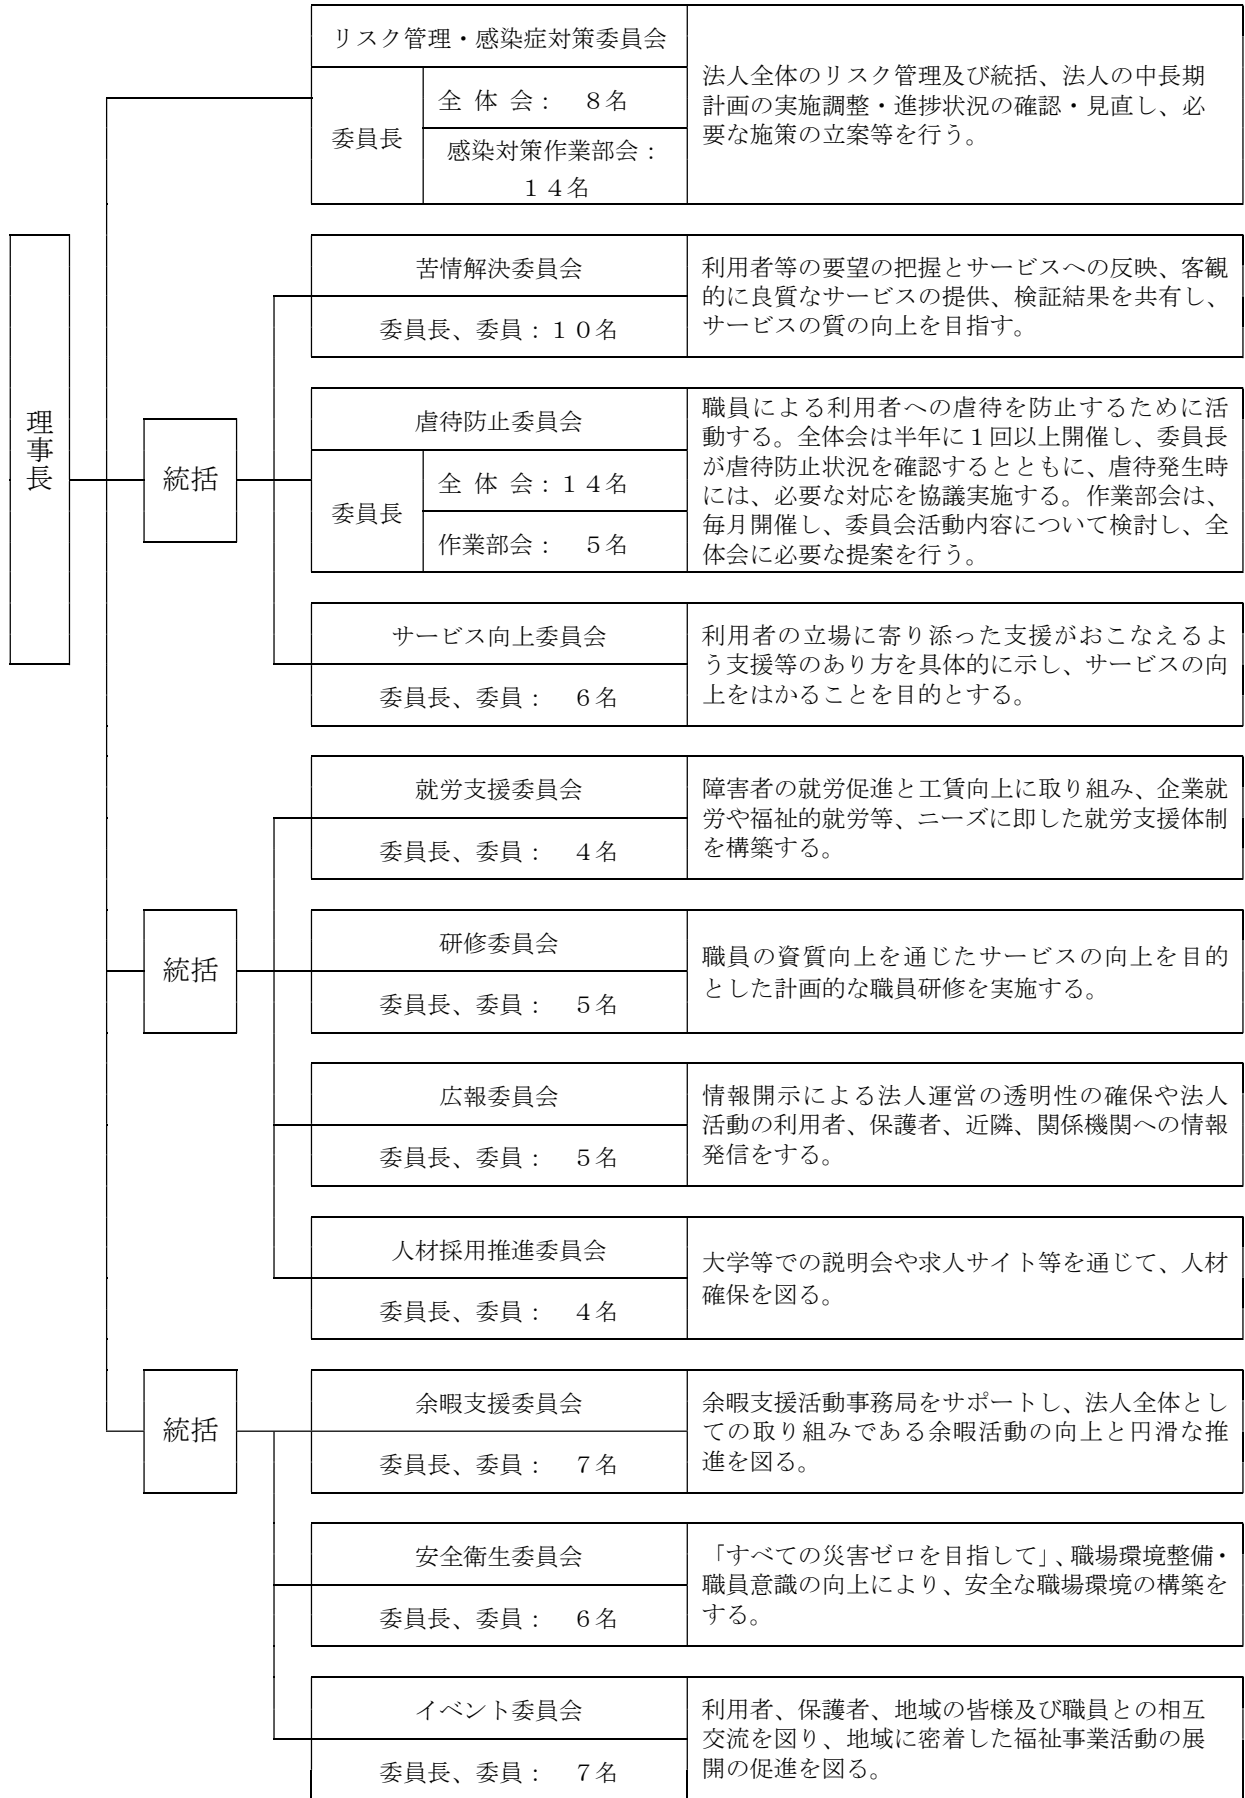 リスク管理・感染症対策委員会
委員長
全 体 会： 8名
感染対策作業部会：
14名
法人全体のリスク管理及び統括、法人の中長期
計画の実施調整・進捗状況の確認・見直し、必
要な施策の立案等を行う。
理事長
統括
苦情解決委員会
委員長、委員：10名
利用者等の要望の把握とサービスへの反映、客観
的に良質なサービスの提供、検証結果を共有し、
サービスの質の向上を目指す。
虐待防止委員会
委員長
全 体 会：14名
作業部会： 5名
職員による利用者への虐待を防止するために活
動する。全体会は半年に1回以上開催し、委員長
が虐待防止状況を確認するとともに、虐待発生時
には、必要な対応を協議実施する。作業部会は、
毎月開催し、委員会活動内容について検討し、全
体会に必要な提案を行う。
サービス向上委員会
委員長、委員： 6名
利用者の立場に寄り添った支援がおこなえるよ
う支援等のあり方を具体的に示し、サービスの向
上をはかることを目的とする。
統括
就労支援委員会
委員長、委員： 4名
障害者の就労促進と工賃向上に取り組み、企業就
労や福祉的就労等、ニーズに即した就労支援体制
を構築する。
研修委員会
委員長、委員： 5名
職員の資質向上を通じたサービスの向上を目的
とした計画的な職員研修を実施する。
広報委員会
委員長、委員： 5名
情報開示による法人運営の透明性の確保や法人
活動の利用者、保護者、近隣、関係機関への情報
発信をする。
人材採用推進委員会
委員長、委員： 4名
大学等での説明会や求人サイト等を通じて、人材
確保を図る。
統括
余暇支援委員会
委員長、委員： 7名
余暇支援活動事務局をサポートし、法人全体とし
ての取り組みである余暇活動の向上と円滑な推
進を図る。
安全衛生委員会
委員長、委員： 6名
「すべての災害ゼロを目指して」、職場環境整備・
職員意識の向上により、安全な職場環境の構築を
する。
イベント委員会
委員長、委員： 7名
利用者、保護者、地域の皆様及び職員との相互
交流を図り、地域に密着した福祉事業活動の展
開の促進を図る。